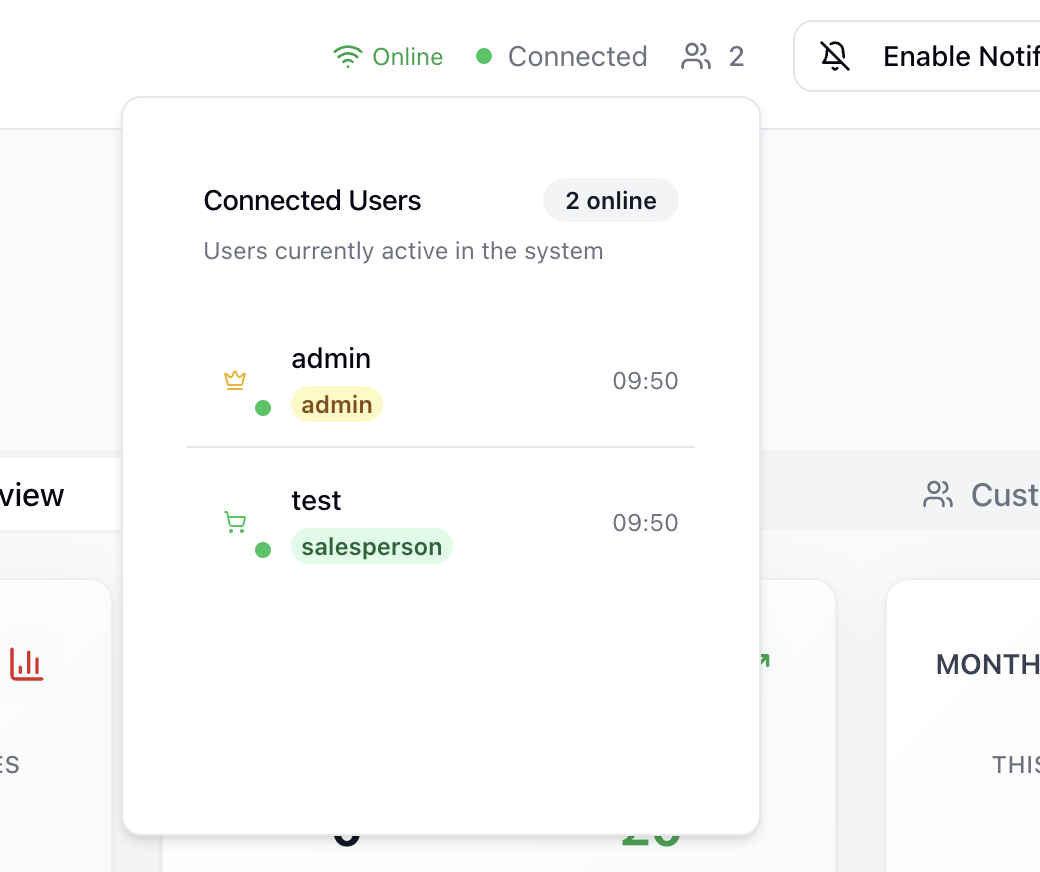 Online Connected 2 Enable Notif
Connected Users 2 online
Users currently active in the system
admin
admin
09:50
test
salesperson
09:50
view
Cust
MONTH
ES
THIS